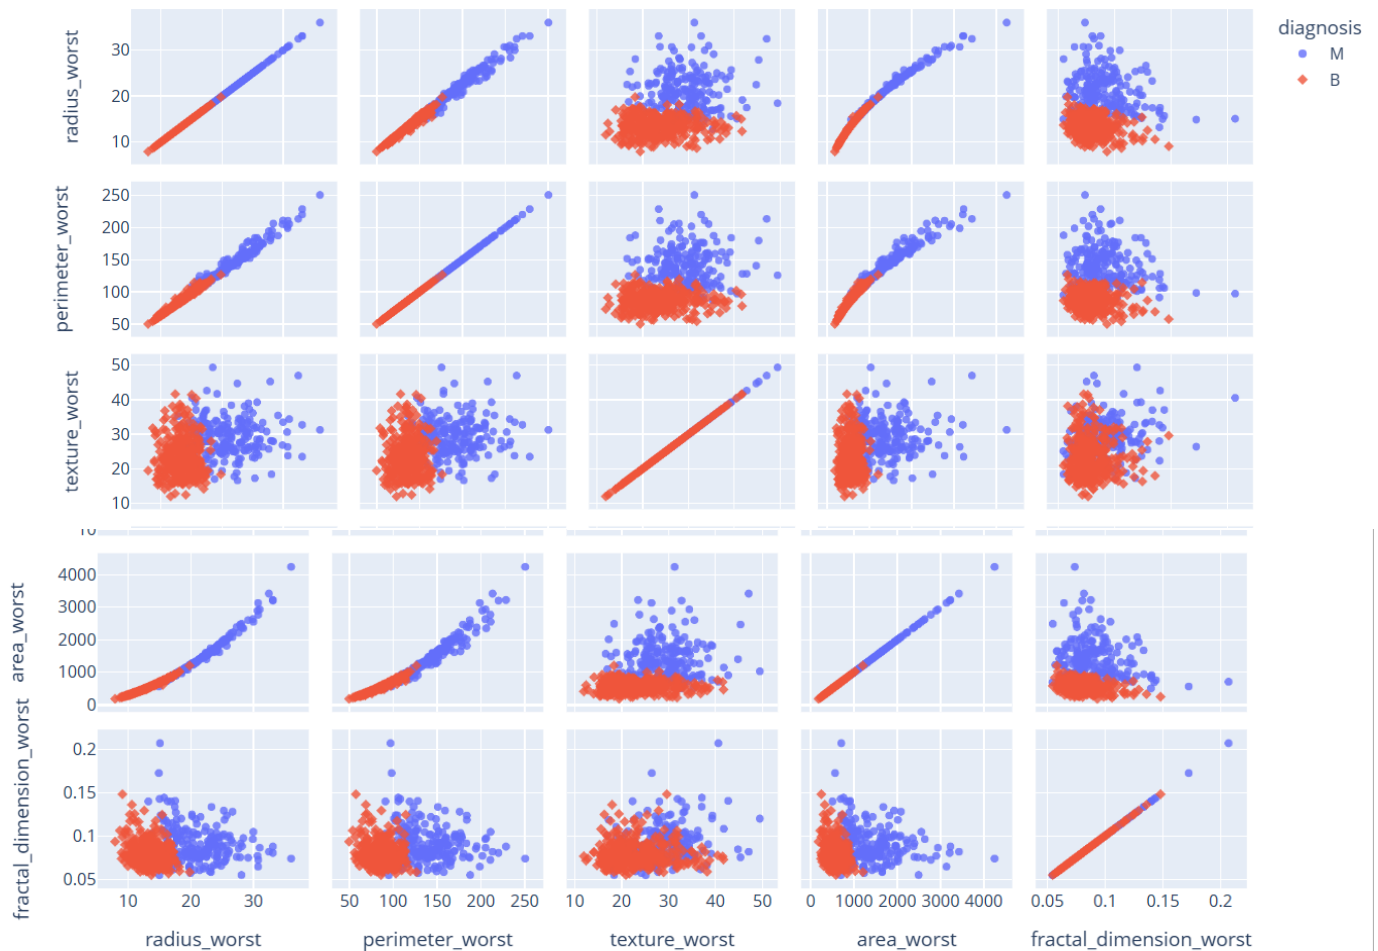 diagnosis
M
B
radius_worst
30
20
10
perimeter_worst
250
200
150
100
50
texture_worst
50
40
30
20
10
10
area_worst
4000
3000
2000
1000
0
fractal_dimension_worst
0.2
0.15
0.1
0.05
10 20 30 50 100 150 200 250 10 20 30 40 50 0 1000 2000 3000 4000 0.05 0.1 0.15 0.2
radius_worst perimeter_worst texture_worst area_worst fractal_dimension_worst